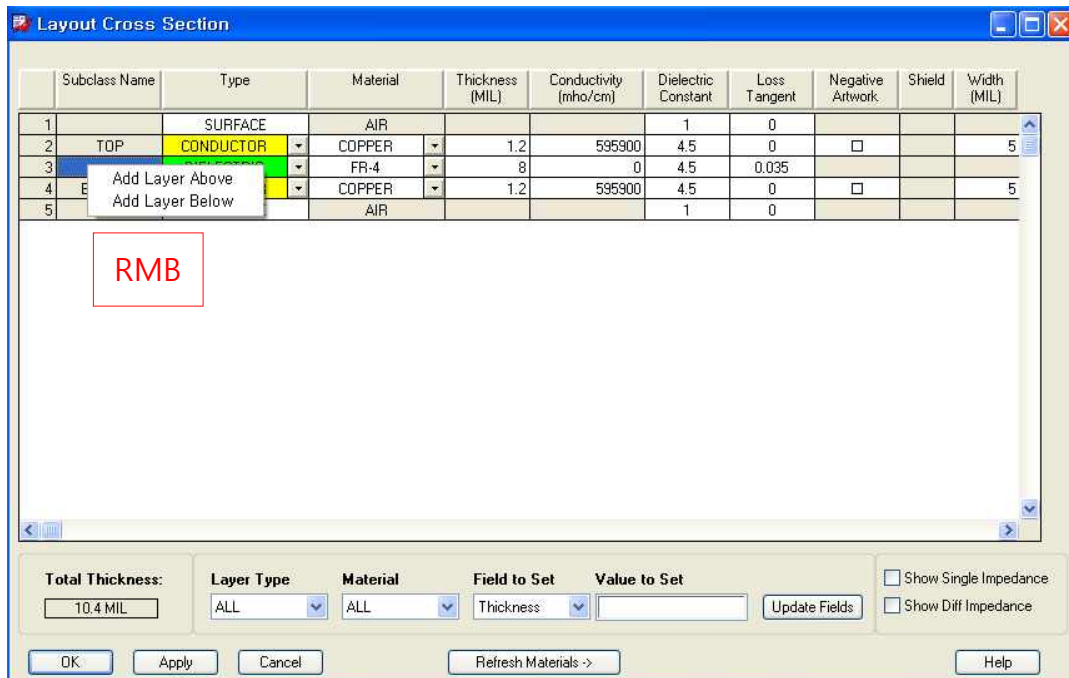 Layout Cross Section
Subclass Name Type Material Thickness (MIL) Conductivity (mho/cm) Dielectric Constant Loss Tangent Negative Artwork Shield Width (MIL)
1 SURFACE AIR 1 0
2 TOP CONDUCTOR COPPER 1.2 595900 4.5 0 5
3 DIELECTRIC FR-4 8 0 4.5 0.035
4 COPPER 1.2 595900 4.5 0 5
5 AIR 1 0
Add Layer Above
Add Layer Below
RMB
Total Thickness: Layer Type Material Field to Set Value to Set
10.4 MIL ALL ALL Thickness Update Fields
Show Single Impedance
Show Diff Impedance
OK Apply Cancel Refresh Materials -> Help